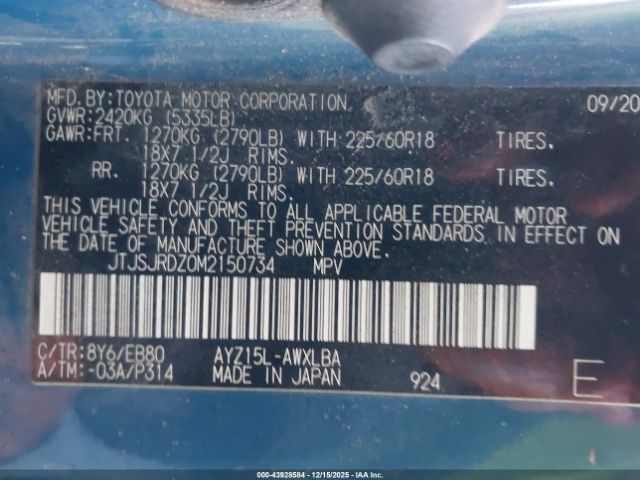 MFD.BY:TOYOTA MOTOR CORPORATION 09/20
GVWR:2420KG (5335LB)
GAWR:FRT. 1270KG (2790LB) WITH 225/60R18 TIRES.
18X7 1/2J RIMS.
RR. 1270KG (2790LB) WITH 225/60R18 TIRES.
18X7 1/2J RIMS.
THIS VEHICLE CONFORMS TO ALL APPLICABLE FEDERAL MOTOR
VEHICLE SAFETY AND THEFT PREVENTION STANDARDS IN EFFECT ON
THE DATE OF MANUFACTURE SHOWN ABOVE.
JTJSJRDZ0M2150734 MPV
C/TR:8Y6/EB80 AYZ15L-AWXLBA
A/TM:-03A/P314 MADE IN JAPAN 924 E
000-43928584 - 12/15/2025 - IAA Inc.